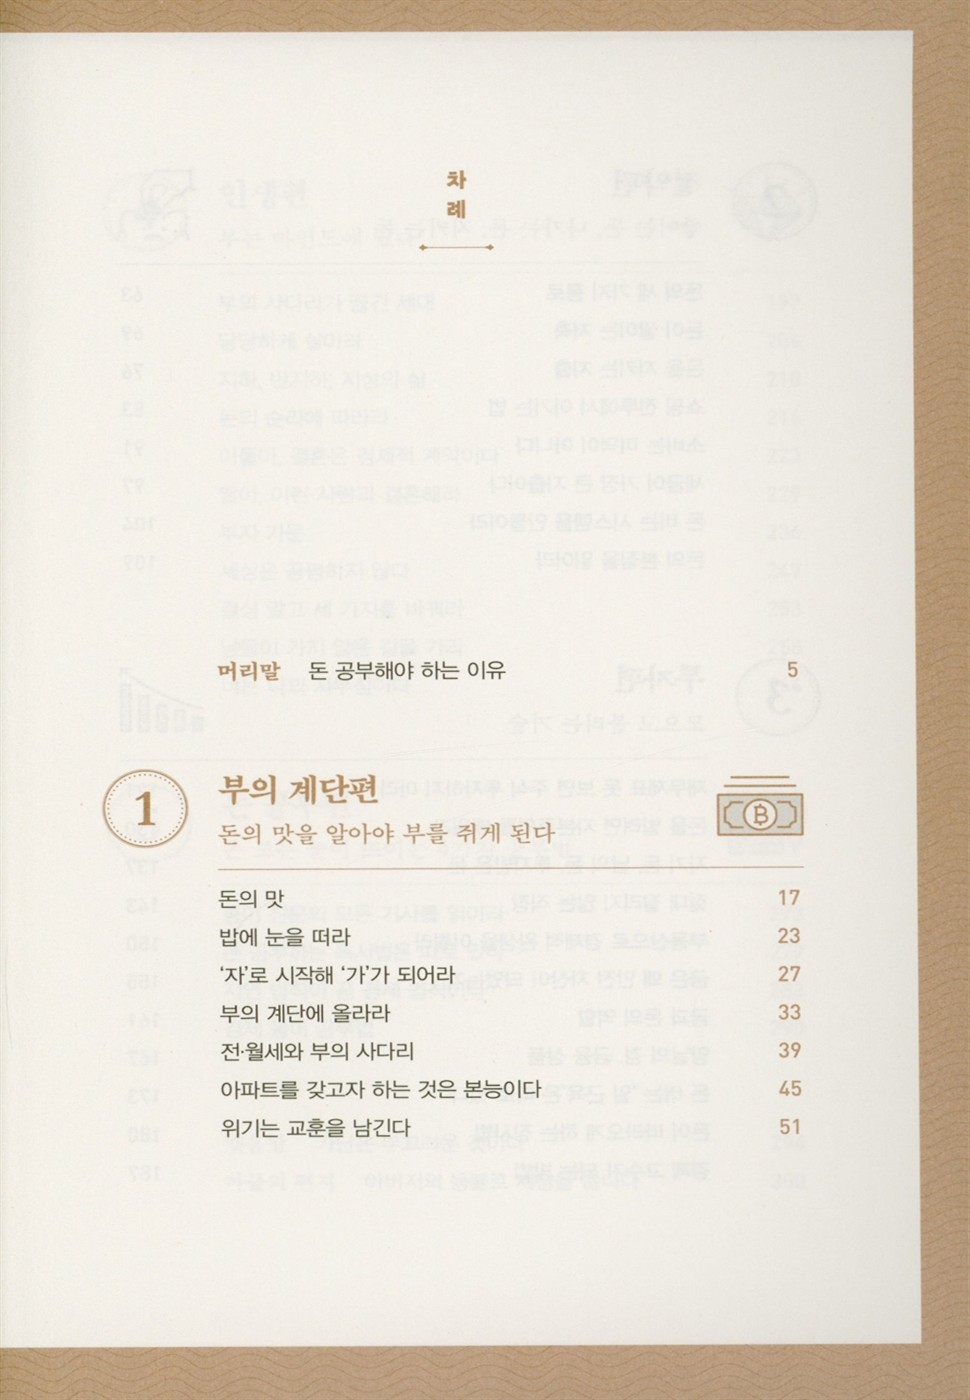 차
례
머리말 돈 공부해야 하는 이유 5
1 부의 계단편
돈의 맛을 알아야 부를 쥐게 된다
돈의 맛 17
밥에 눈을 떠라 23
‘자’로 시작해 ‘가’가 되어라 27
부의 계단에 올라라 33
전·월세와 부의 사다리 39
아파트를 갖고자 하는 것은 본능이다 45
위기는 교훈을 남긴다 51